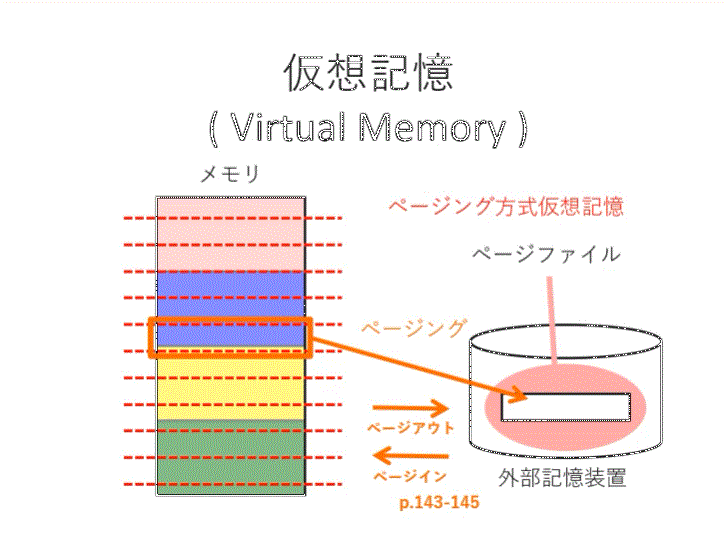 仮想記憶
( Virtual Memory )
メモリ
ページング方式仮想記憶
ページファイル
ページング
ページアウト
ページイン
外部記憶装置
p.143-145